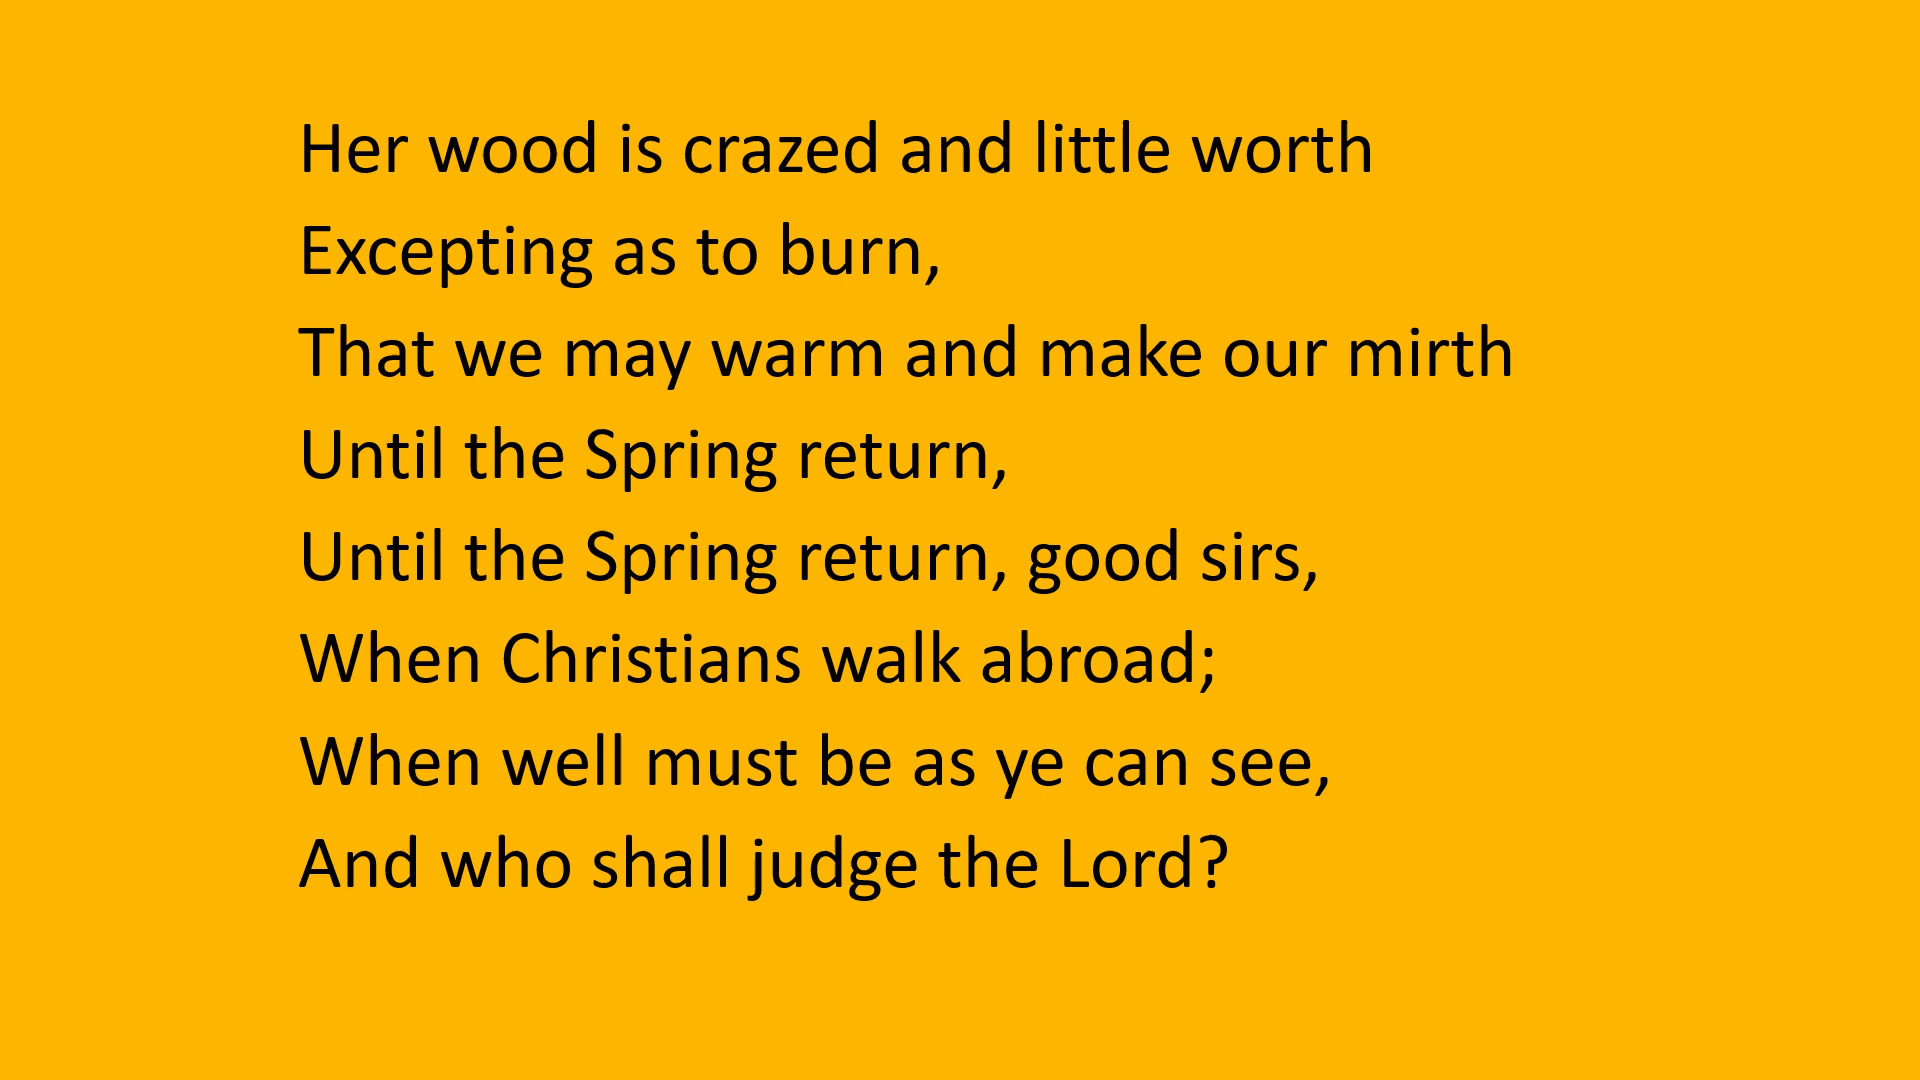 Her wood is crazed and little worth
Excepting as to burn,
That we may warm and make our mirth
Until the Spring return,
Until the Spring return, good sirs,
When Christians walk abroad;
When well must be as ye can see,
And who shall judge the Lord?